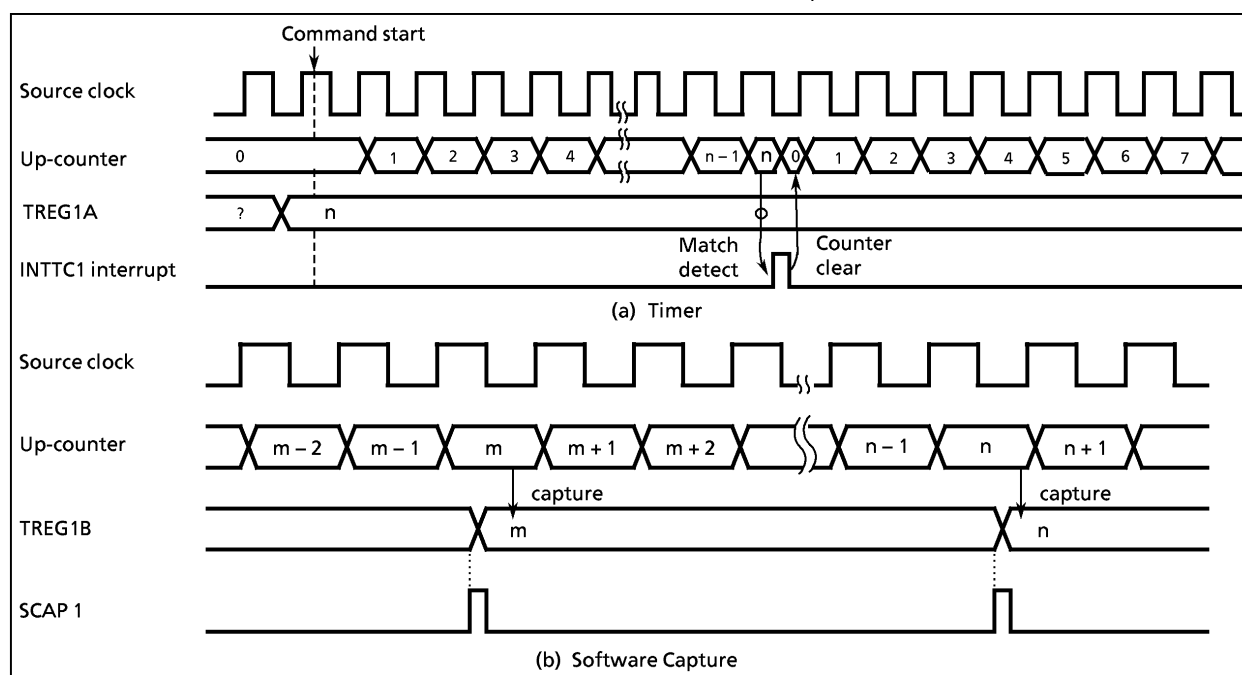 Command start
Source clock
Up-counter
0 1 2 3 4 n – 1 n 0 1 2 3 4 5 6 7
TREG1A
? n
INTTC1 interrupt
Match
detect
Counter
clear
(a) Timer
Source clock
Up-counter
m – 2 m – 1 m m + 1 m + 2 n – 1 n n + 1
capture capture
TREG1B
m n
SCAP 1
(b) Software Capture